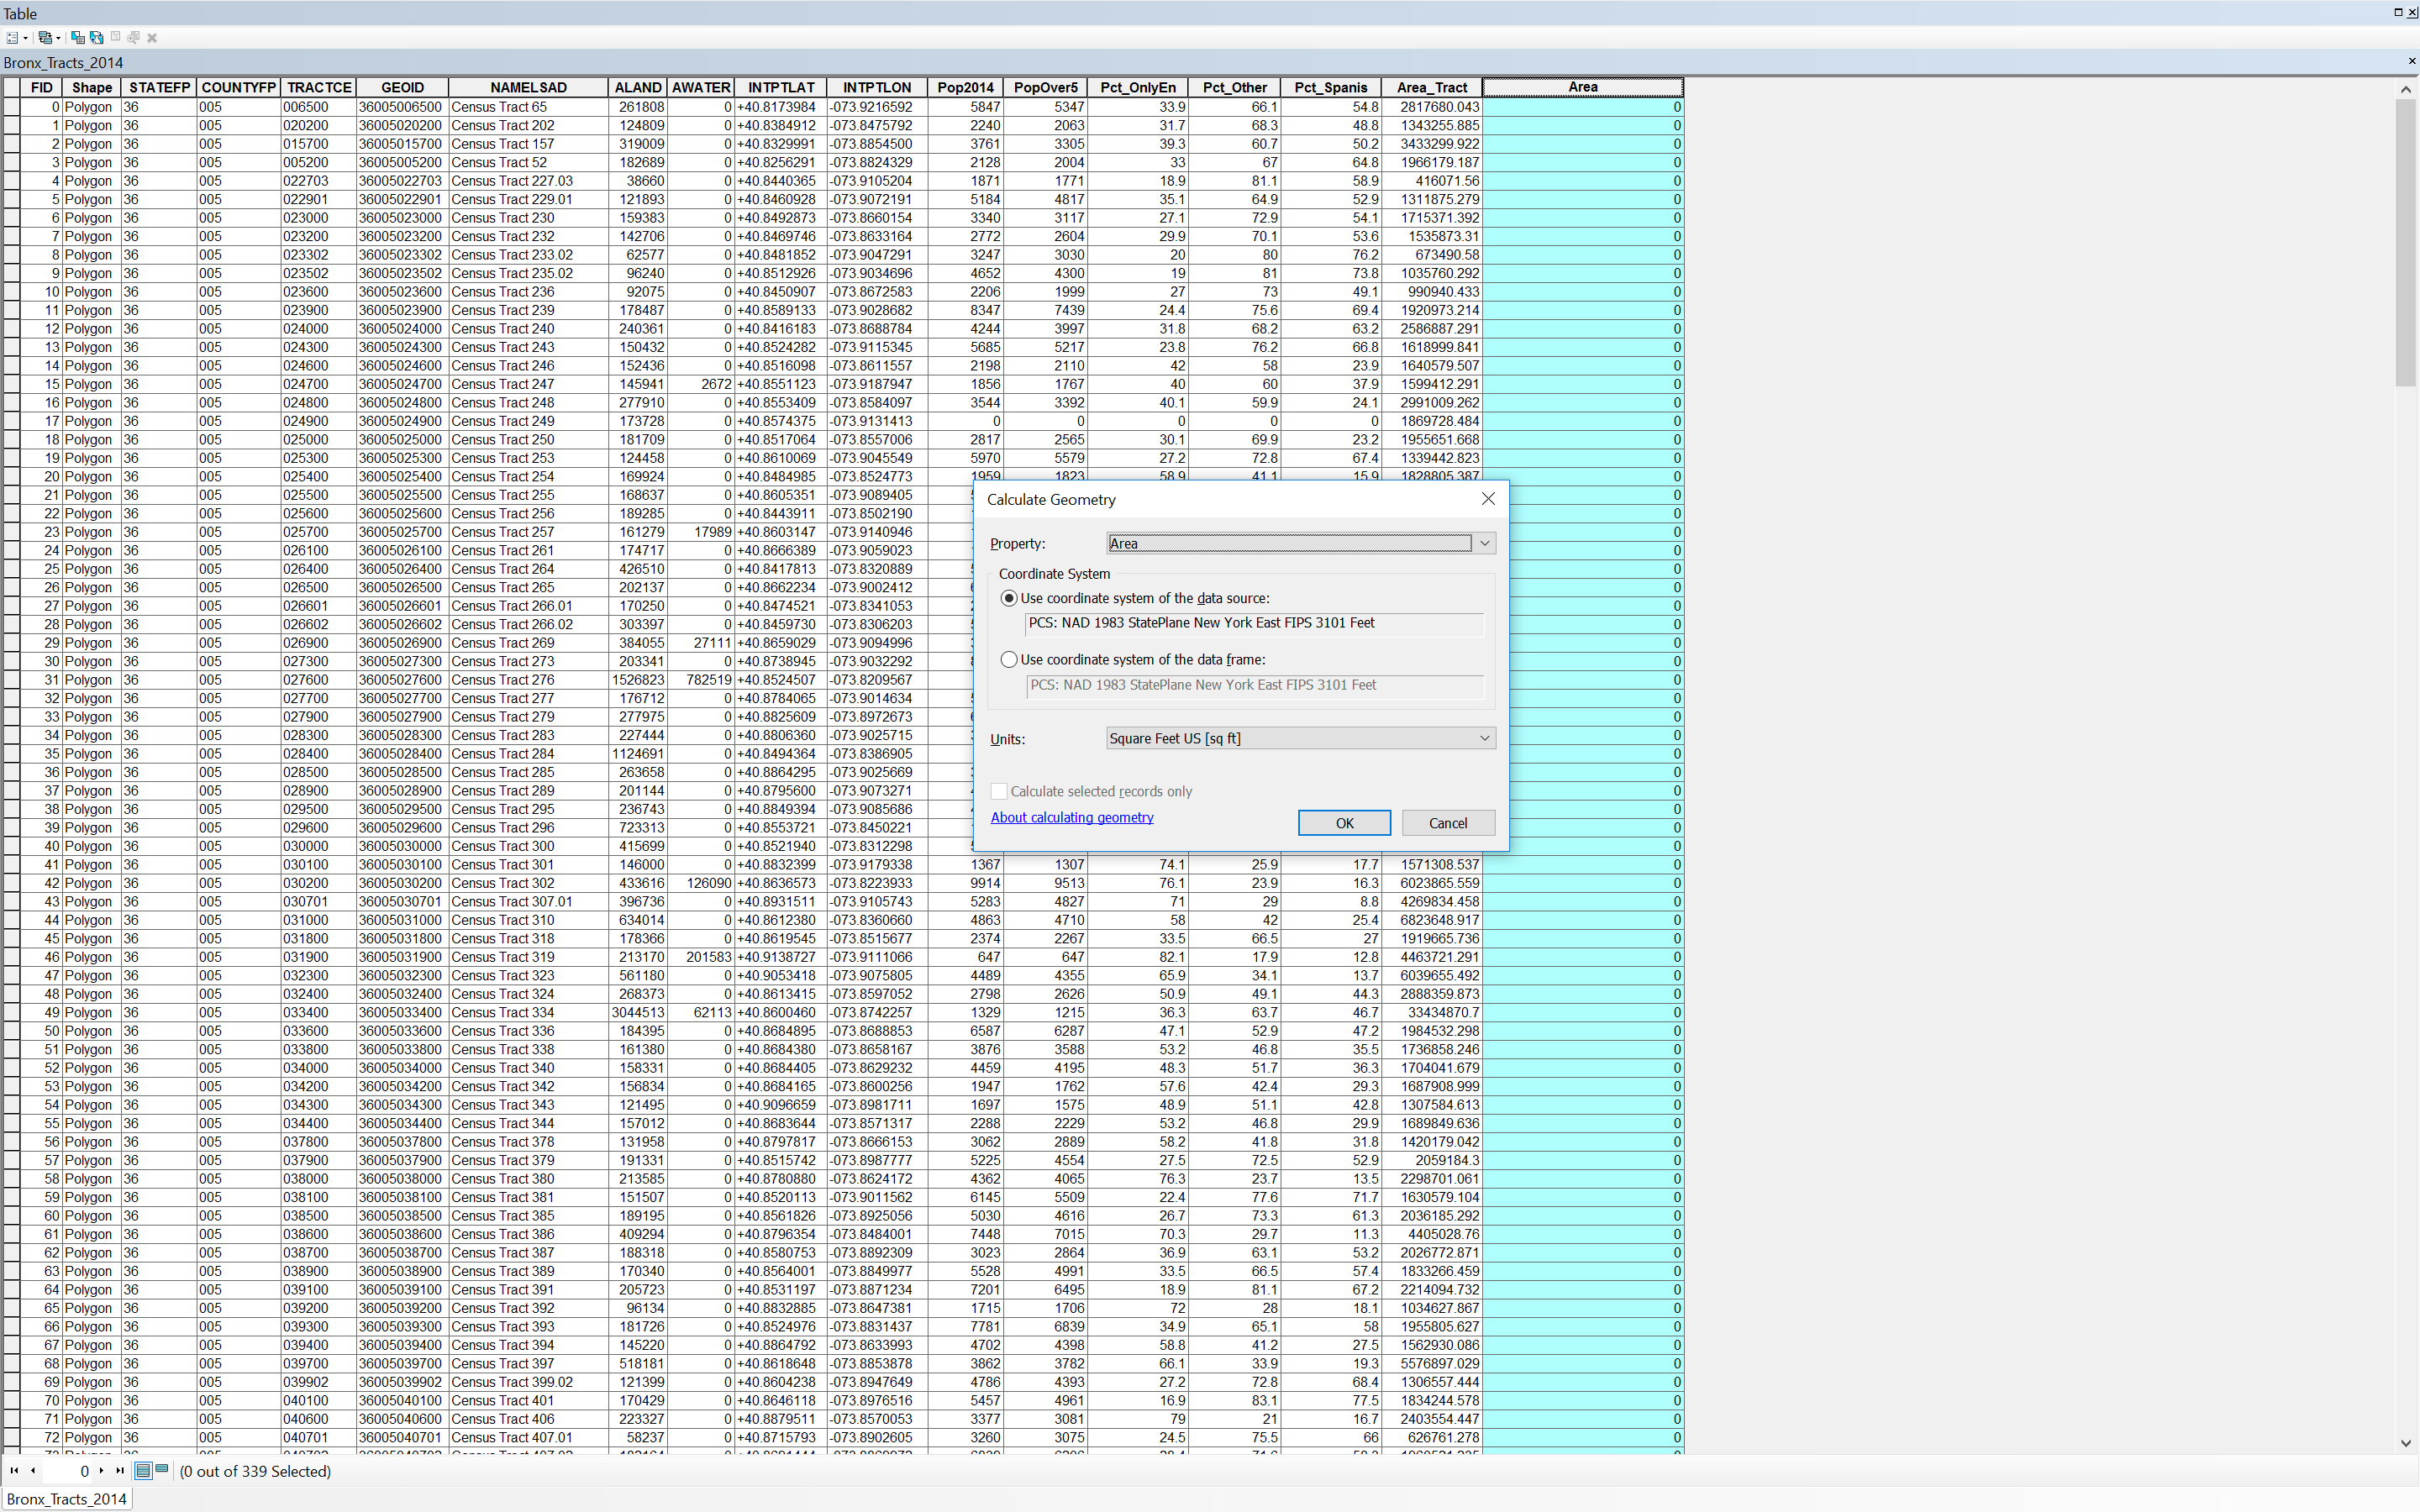 Table
Bronx_Tracts_2014
FID Shape STATEFP COUNTYFP TRACTCE GEOID NAMELSAD ALAND AWATER INTPTLAT INTPTLON Pop2014 PopOver5 Pct_OnlyEn Pct_Other Pct_Spanis Area_Tract Area
0 Polygon 36 005 006500 36005006500 Census Tract 65 261808 0 +40.8173984 -073.9216592 5847 5347 33.9 66.1 54.8 2817680.043 0
1 Polygon 36 005 020200 36005020200 Census Tract 202 124809 0 +40.8384912 -073.8475792 2240 2063 31.7 68.3 48.8 1343255.885 0
2 Polygon 36 005 015700 36005015700 Census Tract 157 319009 0 +40.8329991 -073.8854500 3761 3305 39.3 60.7 50.2 3433299.922 0
3 Polygon 36 005 005200 36005005200 Census Tract 52 182689 0 +40.8256291 -073.8824329 2128 2004 33 67 64.8 1966179.187 0
4 Polygon 36 005 022703 36005022703 Census Tract 227.03 38660 0 +40.8440365 -073.9105204 1871 1771 18.9 81.1 58.9 416071.56 0
5 Polygon 36 005 022901 36005022901 Census Tract 229.01 121893 0 +40.8460928 -073.9072191 5184 4817 35.1 64.9 52.9 1311875.279 0
6 Polygon 36 005 023000 36005023000 Census Tract 230 159383 0 +40.8492873 -073.8660154 3340 3117 27.1 72.9 54.1 1715371.392 0
7 Polygon 36 005 023200 36005023200 Census Tract 232 142706 0 +40.8469746 -073.8633164 2772 2604 29.9 70.1 53.6 1535873.31 0
8 Polygon 36 005 023302 36005023302 Census Tract 233.02 62577 0 +40.8481852 -073.9047291 3247 3030 20 80 76.2 673490.58 0
9 Polygon 36 005 023502 36005023502 Census Tract 235.02 96240 0 +40.8512926 -073.9034696 4652 4300 19 81 73.8 1035760.292 0
10 Polygon 36 005 023600 36005023600 Census Tract 236 92075 0 +40.8450907 -073.8672583 2206 1999 27 73 49.1 990940.433 0
11 Polygon 36 005 023900 36005023900 Census Tract 239 178487 0 +40.8589133 -073.9028682 8347 7439 24.4 75.6 69.4 1920973.214 0
12 Polygon 36 005 024000 36005024000 Census Tract 240 240361 0 +40.8416183 -073.8688784 4244 3997 31.8 68.2 63.2 2586887.291 0
13 Polygon 36 005 024300 36005024300 Census Tract 243 150432 0 +40.8524282 -073.9115345 5685 5217 23.8 76.2 66.8 1618999.841 0
14 Polygon 36 005 024600 36005024600 Census Tract 246 152436 0 +40.8516098 -073.8611557 2198 2110 42 58 23.9 1640579.507 0
15 Polygon 36 005 024700 36005024700 Census Tract 247 145941 2672 +40.8551123 -073.9187947 1856 1767 40 60 37.9 1599412.291 0
16 Polygon 36 005 024800 36005024800 Census Tract 248 277910 0 +40.8553409 -073.8584097 3544 3392 40.1 59.9 24.1 2991009.262 0
17 Polygon 36 005 024900 36005024900 Census Tract 249 173728 0 +40.8574375 -073.9131413 0 0 0 0 0 1869728.484 0
18 Polygon 36 005 025000 36005025000 Census Tract 250 181709 0 +40.8517064 -073.8557006 2817 2565 30.1 69.9 23.2 1955651.668 0
19 Polygon 36 005 025300 36005025300 Census Tract 253 124458 0 +40.8610069 -073.9045549 5970 5579 27.2 72.8 67.4 1339442.823 0
20 Polygon 36 005 025400 36005025400 Census Tract 254 169924 0 +40.8484985 -073.8524773 1959 1823 58.9 41.1 15.9 1828805.387 0
21 Polygon 36 005 025500 36005025500 Census Tract 255 168637 0 +40.8605351 -073.9089405 0
22 Polygon 36 005 025600 36005025600 Census Tract 256 189285 0 +40.8443911 -073.8502190 0
23 Polygon 36 005 025700 36005025700 Census Tract 257 161279 17989 +40.8603147 -073.9140946 0
24 Polygon 36 005 026100 36005026100 Census Tract 261 174717 0 +40.8666389 -073.9059023 0
25 Polygon 36 005 026400 36005026400 Census Tract 264 426510 0 +40.8417813 -073.8320889 0
26 Polygon 36 005 026500 36005026500 Census Tract 265 202137 0 +40.8662234 -073.9002412 0
27 Polygon 36 005 026601 36005026601 Census Tract 266.01 170250 0 +40.8474521 -073.8341053 0
28 Polygon 36 005 026602 36005026602 Census Tract 266.02 303397 0 +40.8459730 -073.8306203 0
29 Polygon 36 005 026900 36005026900 Census Tract 269 384055 27111 +40.8659029 -073.9094996 0
30 Polygon 36 005 027300 36005027300 Census Tract 273 203341 0 +40.8738945 -073.9032292 0
31 Polygon 36 005 027600 36005027600 Census Tract 276 1526823 782519 +40.8524507 -073.8209567 0
32 Polygon 36 005 027700 36005027700 Census Tract 277 176712 0 +40.8784065 -073.9014634 0
33 Polygon 36 005 027900 36005027900 Census Tract 279 277975 0 +40.8825609 -073.8972673 0
34 Polygon 36 005 028300 36005028300 Census Tract 283 227444 0 +40.8806360 -073.9025715 0
35 Polygon 36 005 028400 36005028400 Census Tract 284 1124691 0 +40.8494364 -073.8386905 0
36 Polygon 36 005 028500 36005028500 Census Tract 285 263658 0 +40.8864295 -073.9025669 0
37 Polygon 36 005 028900 36005028900 Census Tract 289 201144 0 +40.8795600 -073.9073271 0
38 Polygon 36 005 029500 36005029500 Census Tract 295 236743 0 +40.8849394 -073.9085686 0
39 Polygon 36 005 029600 36005029600 Census Tract 296 723313 0 +40.8553721 -073.8450221 0
40 Polygon 36 005 030000 36005030000 Census Tract 300 415699 0 +40.8521940 -073.8312298 0
41 Polygon 36 005 030100 36005030100 Census Tract 301 146000 0 +40.8832399 -073.9179338 1367 1307 74.1 25.9 17.7 1571308.537 0
42 Polygon 36 005 030200 36005030200 Census Tract 302 433616 126090 +40.8636573 -073.8223933 9914 9513 76.1 23.9 16.3 6023865.559 0
43 Polygon 36 005 030701 36005030701 Census Tract 307.01 396736 0 +40.8931511 -073.9105743 5283 4827 71 29 8.8 4269834.458 0
44 Polygon 36 005 031000 36005031000 Census Tract 310 634014 0 +40.8612380 -073.8360660 4863 4710 58 42 25.4 6823648.917 0
45 Polygon 36 005 031800 36005031800 Census Tract 318 178366 0 +40.8619545 -073.8515677 2374 2267 33.5 66.5 27 1919665.736 0
46 Polygon 36 005 031900 36005031900 Census Tract 319 213170 201583 +40.9138727 -073.9111066 647 647 82.1 17.9 12.8 4463721.291 0
47 Polygon 36 005 032300 36005032300 Census Tract 323 561180 0 +40.9053418 -073.9075805 4489 4355 65.9 34.1 13.7 6039655.492 0
48 Polygon 36 005 032400 36005032400 Census Tract 324 268373 0 +40.8613415 -073.8597052 2798 2626 50.9 49.1 44.3 2888359.873 0
49 Polygon 36 005 033400 36005033400 Census Tract 334 3044513 62113 +40.8600460 -073.8742257 1329 1215 36.3 63.7 46.7 33434870.7 0
50 Polygon 36 005 033600 36005033600 Census Tract 336 184395 0 +40.8684895 -073.8688853 6587 6287 47.1 52.9 47.2 1984532.298 0
51 Polygon 36 005 033800 36005033800 Census Tract 338 161380 0 +40.8684380 -073.8658167 3876 3588 53.2 46.8 35.5 1736858.246 0
52 Polygon 36 005 034000 36005034000 Census Tract 340 158331 0 +40.8684405 -073.8629232 4459 4195 48.3 51.7 36.3 1704041.679 0
53 Polygon 36 005 034200 36005034200 Census Tract 342 156834 0 +40.8684165 -073.8600256 1947 1762 57.6 42.4 29.3 1687908.999 0
54 Polygon 36 005 034300 36005034300 Census Tract 343 121495 0 +40.9096659 -073.8981711 1697 1575 48.9 51.1 42.8 1307584.613 0
55 Polygon 36 005 034400 36005034400 Census Tract 344 157012 0 +40.8683644 -073.8571317 2288 2229 53.2 46.8 29.9 1689849.636 0
56 Polygon 36 005 037800 36005037800 Census Tract 378 131958 0 +40.8797817 -073.8666153 3062 2889 58.2 41.8 31.8 1420179.042 0
57 Polygon 36 005 037900 36005037900 Census Tract 379 191331 0 +40.8515742 -073.8987777 5225 4554 27.5 72.5 52.9 2059184.3 0
58 Polygon 36 005 038000 36005038000 Census Tract 380 213585 0 +40.8780880 -073.8624172 4362 4065 76.3 23.7 13.5 2298701.061 0
59 Polygon 36 005 038100 36005038100 Census Tract 381 151507 0 +40.8520113 -073.9011562 6145 5509 22.4 77.6 71.7 1630579.104 0
60 Polygon 36 005 038500 36005038500 Census Tract 385 189195 0 +40.8561826 -073.8925056 5030 4616 26.7 73.3 61.3 2036185.292 0
61 Polygon 36 005 038600 36005038600 Census Tract 386 409294 0 +40.8796354 -073.8484001 7448 7015 70.3 29.7 11.3 4405028.76 0
62 Polygon 36 005 038700 36005038700 Census Tract 387 188318 0 +40.8580753 -073.8892309 3023 2864 36.9 63.1 53.2 2026772.871 0
63 Polygon 36 005 038900 36005038900 Census Tract 389 170340 0 +40.8564001 -073.8849977 5528 4991 33.5 66.5 57.4 1833266.459 0
64 Polygon 36 005 039100 36005039100 Census Tract 391 205723 0 +40.8531197 -073.8871234 7201 6495 18.9 81.1 67.2 2214094.732 0
65 Polygon 36 005 039200 36005039200 Census Tract 392 96134 0 +40.8832885 -073.8647381 1715 1706 72 28 18.1 1034627.867 0
66 Polygon 36 005 039300 36005039300 Census Tract 393 181726 0 +40.8524976 -073.8831437 7781 6839 34.9 65.1 58 1955805.627 0
67 Polygon 36 005 039400 36005039400 Census Tract 394 145220 0 +40.8864792 -073.8633993 4702 4398 58.8 41.2 27.5 1562930.086 0
68 Polygon 36 005 039700 36005039700 Census Tract 397 518181 0 +40.8618648 -073.8853878 3862 3782 66.1 33.9 19.3 5576897.029 0
69 Polygon 36 005 039902 36005039902 Census Tract 399.02 121399 0 +40.8604238 -073.8947649 4786 4393 27.2 72.8 68.4 1306557.444 0
70 Polygon 36 005 040100 36005040100 Census Tract 401 170429 0 +40.8646118 -073.8976516 5457 4961 16.9 83.1 77.5 1834244.578 0
71 Polygon 36 005 040600 36005040600 Census Tract 406 223327 0 +40.8879511 -073.8570053 3377 3081 79 21 16.7 2403554.447 0
72 Polygon 36 005 040701 36005040701 Census Tract 407.01 58237 0 +40.8715793 -073.8902605 3260 3075 24.5 75.5 66 626761.278 0
Calculate Geometry
Property: Area
Coordinate System
Use coordinate system of the data source:
PCS: NAD 1983 StatePlane New York East FIPS 3101 Feet
Use coordinate system of the data frame:
PCS: NAD 1983 StatePlane New York East FIPS 3101 Feet
Units: Square Feet US [sq ft]
Calculate selected records only
About calculating geometry
OK Cancel
0 (0 out of 339 Selected)
Bronx_Tracts_2014